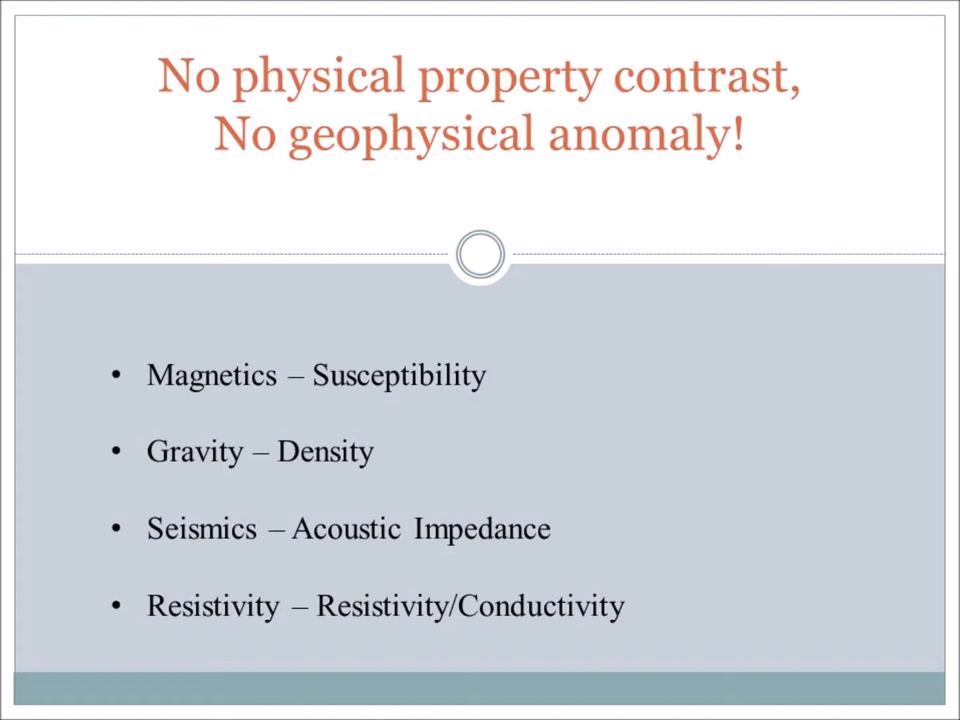 No physical property contrast,
No geophysical anomaly!
• Magnetics – Susceptibility
• Gravity – Density
• Seismics – Acoustic Impedance
• Resistivity – Resistivity/Conductivity